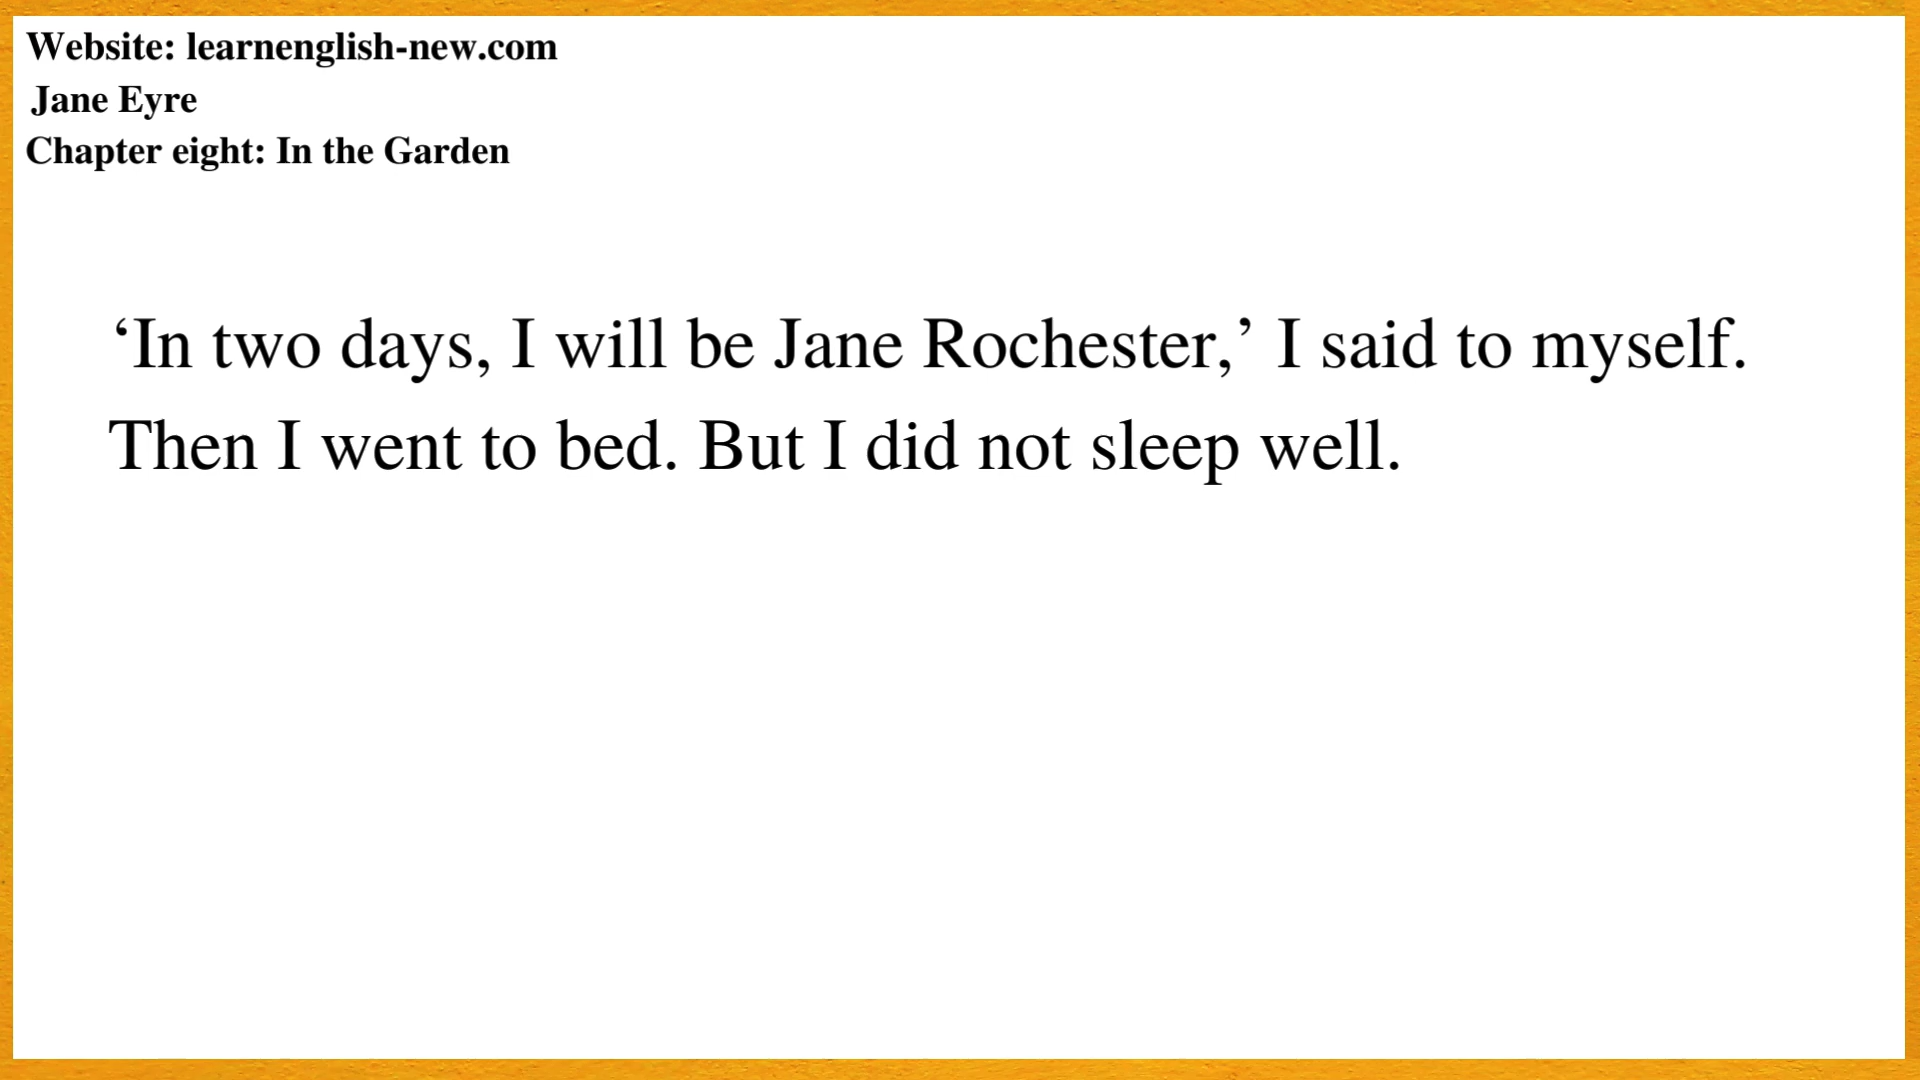 Website: learnenglish-new.com
Jane Eyre
Chapter eight: In the Garden
‘In two days, I will be Jane Rochester,’ I said to myself.
Then I went to bed. But I did not sleep well.